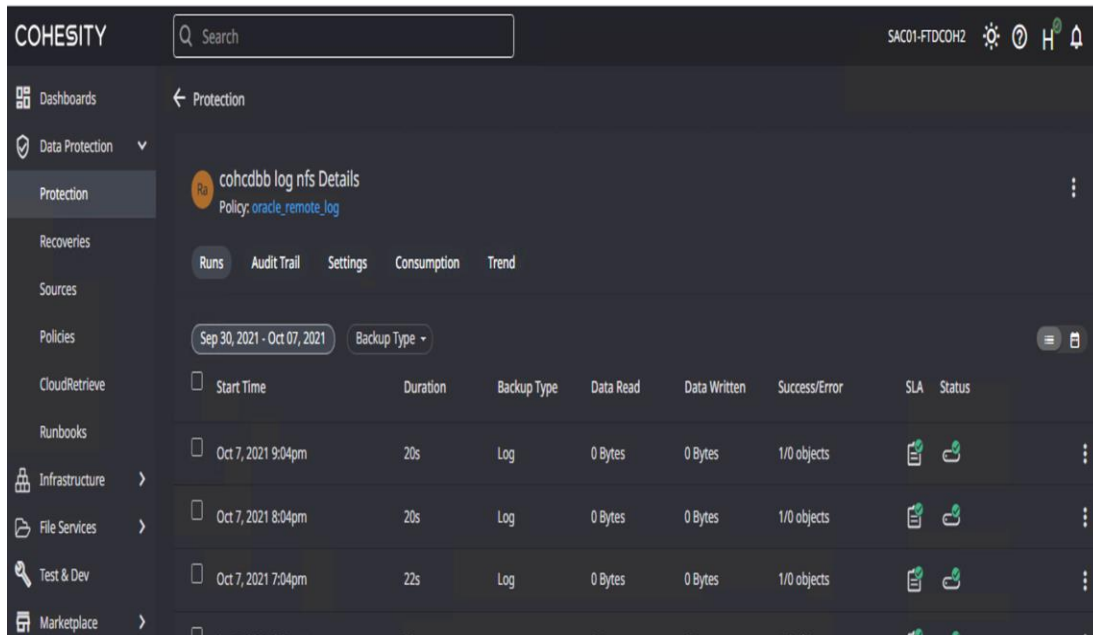 COHESITY
Search
SAC01-FTDCOH2
H
Dashboards
Data Protection
Protection
Recoveries
Sources
Policies
CloudRetrieve
Runbooks
Infrastructure
File Services
Test & Dev
Marketplace
Protection
Ra
cohcdbb log nfs Details
Policy: oracle_remote_log
Runs Audit Trail Settings Consumption Trend
Sep 30, 2021 - Oct 07, 2021 Backup Type
Start Time Duration Backup Type Data Read Data Written Success/Error SLA Status
Oct 7, 2021 9:04pm 20s Log 0 Bytes 0 Bytes 1/0 objects
Oct 7, 2021 8:04pm 20s Log 0 Bytes 0 Bytes 1/0 objects
Oct 7, 2021 7:04pm 22s Log 0 Bytes 0 Bytes 1/0 objects